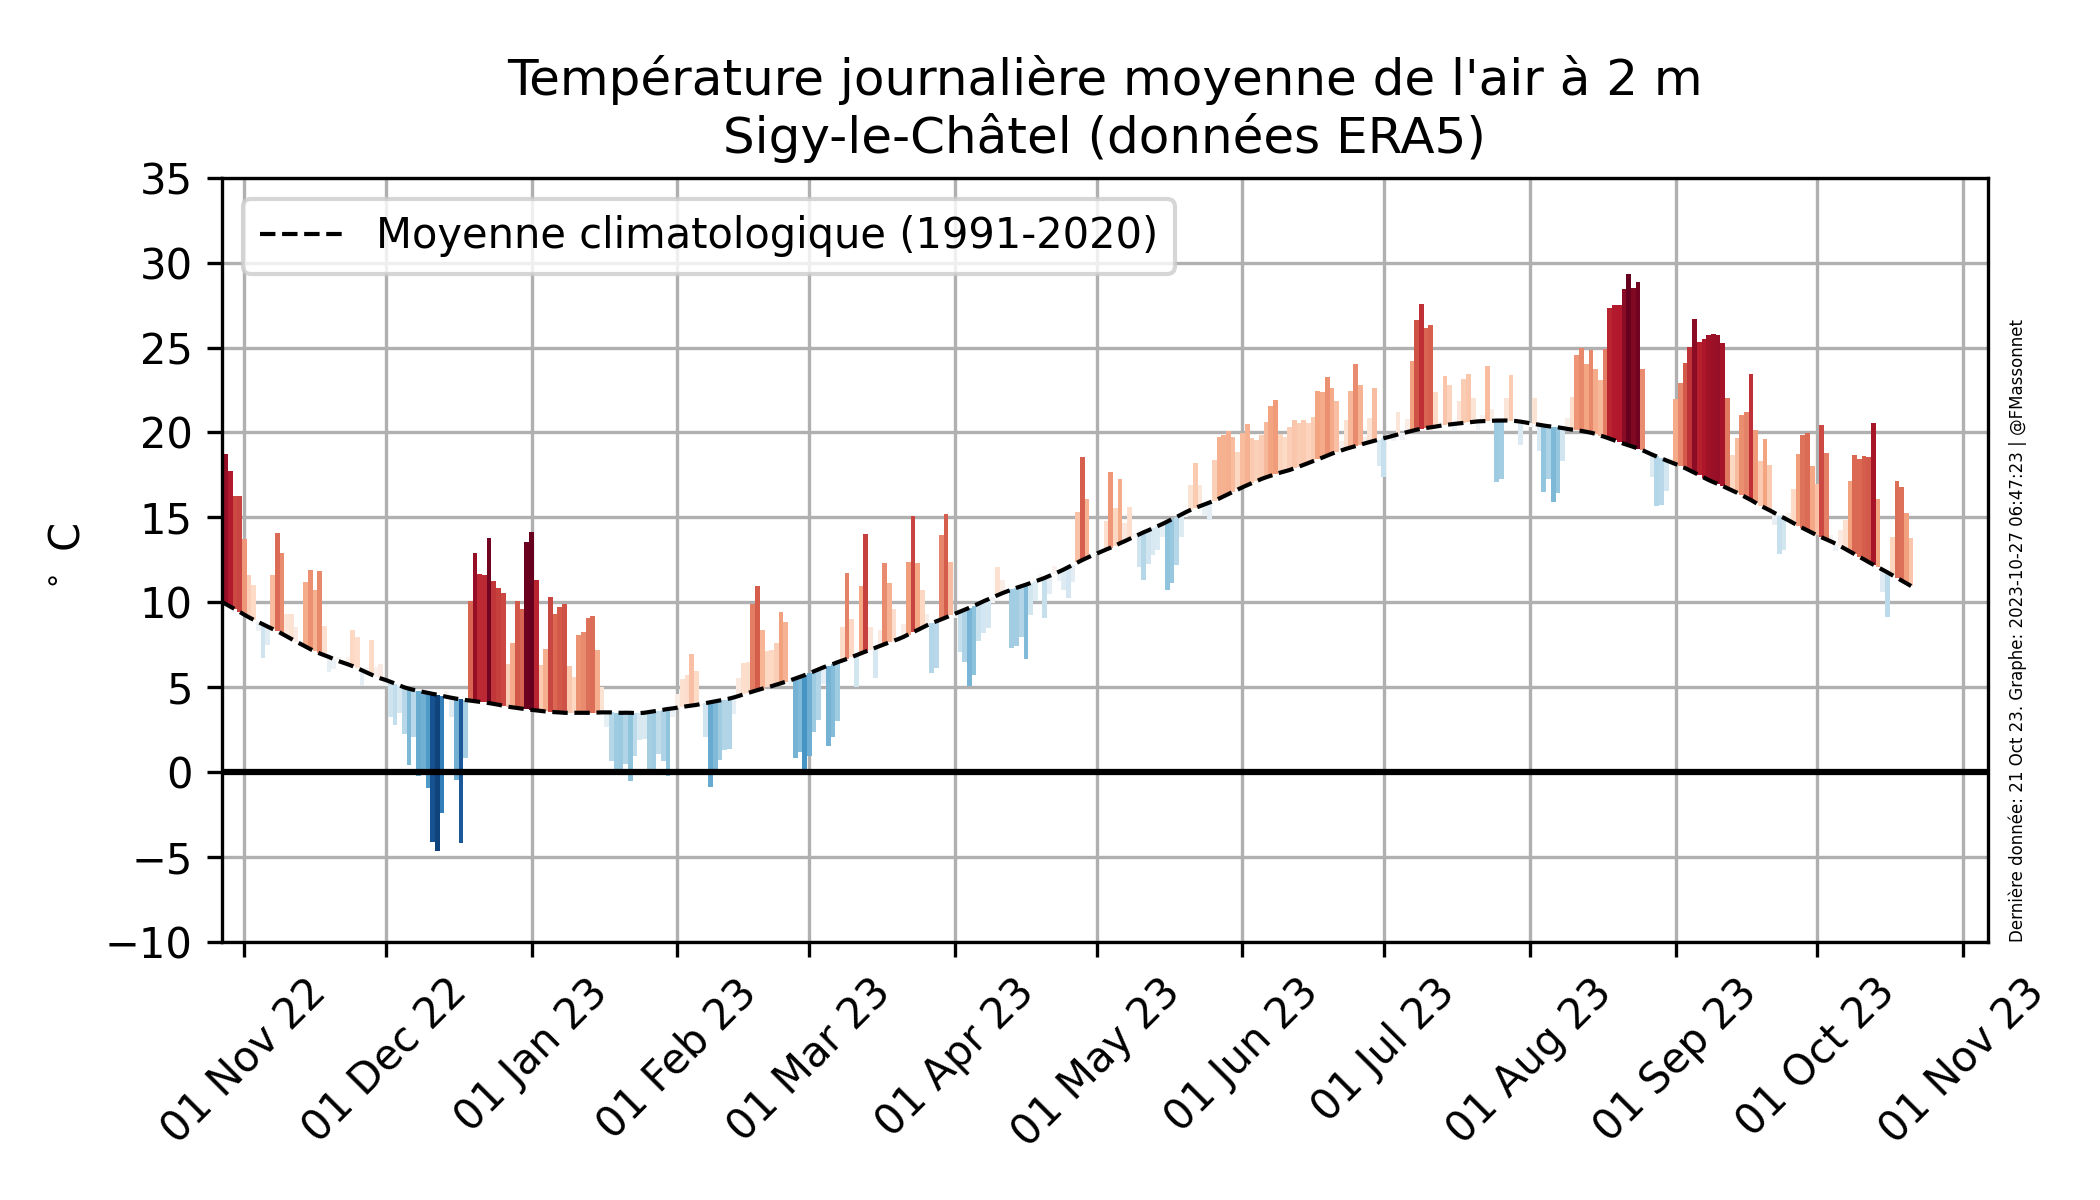 Température journalière moyenne de l'air à 2 m
Sigy-le-Châtel (données ERA5)
Moyenne climatologique (1991-2020)
35
30
25
20
15
10
5
0
−5
−10
° C
01 Nov 22
01 Dec 22
01 Jan 23
01 Feb 23
01 Mar 23
01 Apr 23
01 May 23
01 Jun 23
01 Jul 23
01 Aug 23
01 Sep 23
01 Oct 23
01 Nov 23
Dernière donnée: 21 Oct 23. Graphe: 2023-10-27 06:47:23 | @FMassonnet